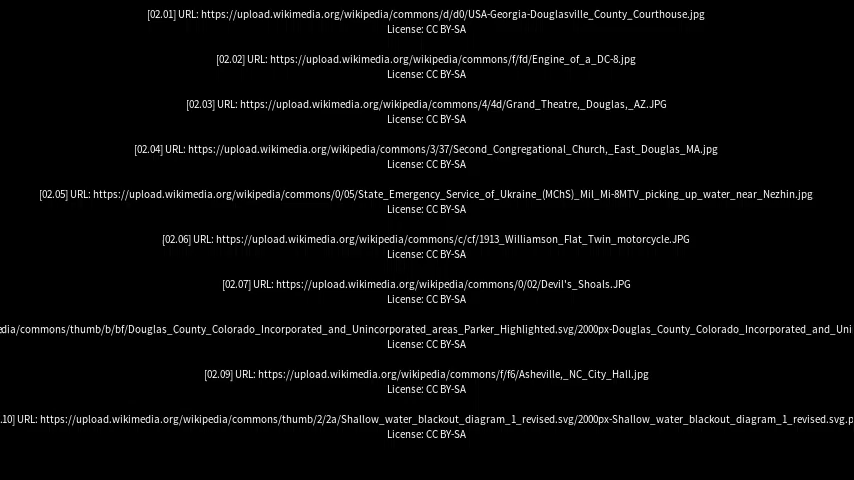 [02.01] URL: https://upload.wikimedia.org/wikipedia/commons/d/d0/USA-Georgia-Douglasville_County_Courthouse.jpg
License: CC BY-SA
[02.02] URL: https://upload.wikimedia.org/wikipedia/commons/f/fd/Engine_of_a_DC-8.jpg
License: CC BY-SA
[02.03] URL: https://upload.wikimedia.org/wikipedia/commons/4/4d/Grand_Theatre,_Douglas,_AZ.JPG
License: CC BY-SA
[02.04] URL: https://upload.wikimedia.org/wikipedia/commons/3/37/Second_Congregational_Church,_East_Douglas_MA.jpg
License: CC BY-SA
[02.05] URL: https://upload.wikimedia.org/wikipedia/commons/0/05/State_Emergency_Service_of_Ukraine_(MChS)_Mil_Mi-8MTV_picking_up_water_near_Nezhin.jpg
License: CC BY-SA
[02.06] URL: https://upload.wikimedia.org/wikipedia/commons/c/cf/1913_Williamson_Flat_Twin_motorcycle.JPG
License: CC BY-SA
[02.07] URL: https://upload.wikimedia.org/wikipedia/commons/0/02/Devil's_Shoals.JPG
License: CC BY-SA
edia/commons/thumb/b/bf/Douglas_County_Colorado_Incorporated_and_Unincorporated_areas_Parker_Highlighted.svg/2000px-Douglas_County_Colorado_Incorporated_and_Uni
License: CC BY-SA
[02.09] URL: https://upload.wikimedia.org/wikipedia/commons/f/f6/Asheville,_NC_City_Hall.jpg
License: CC BY-SA
.10] URL: https://upload.wikimedia.org/wikipedia/commons/thumb/2/2a/Shallow_water_blackout_diagram_1_revised.svg/2000px-Shallow_water_blackout_diagram_1_revised.svg.p
License: CC BY-SA